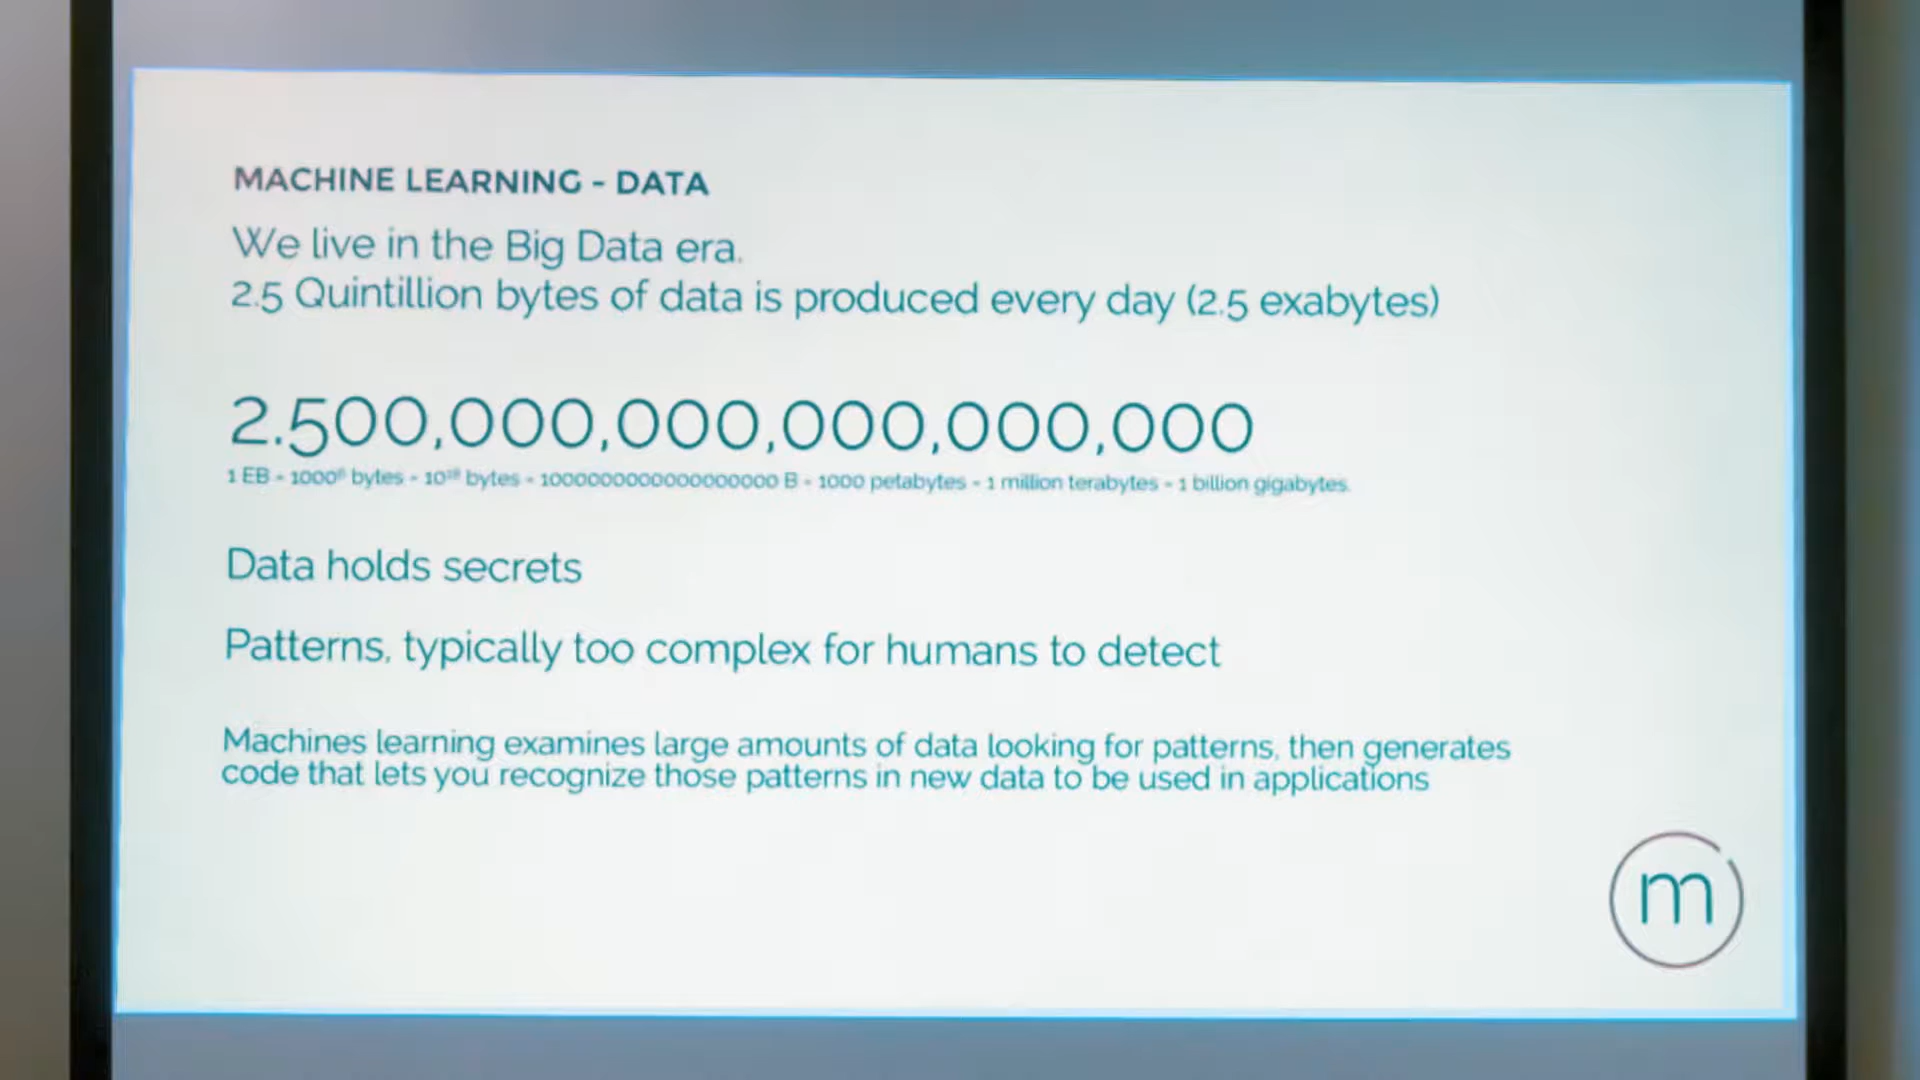 MACHINE LEARNING - DATA
We live in the Big Data era.
2.5 Quintillion bytes of data is produced every day (2.5 exabytes)
2.500,000,000,000,000,000
1 EB = 1000⁶ bytes = 10¹⁸ bytes = 1000000000000000000 B = 1000 petabytes = 1 million terabytes = 1 billion gigabytes.
Data holds secrets
Patterns, typically too complex for humans to detect
Machines learning examines large amounts of data looking for patterns, then generates
code that lets you recognize those patterns in new data to be used in applications
m